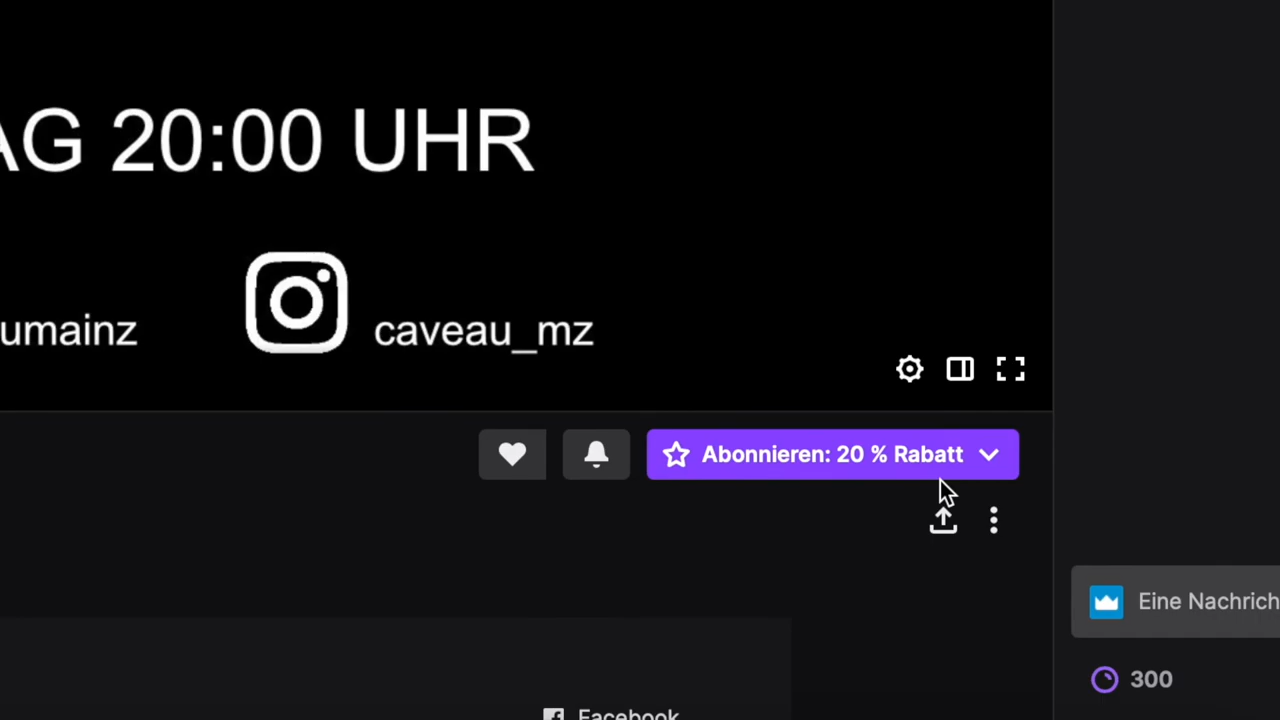 AG 20:00 UHR
umainz
caveau_mz
Abonnieren: 20 % Rabatt
Eine Nachrich
300
Facebook